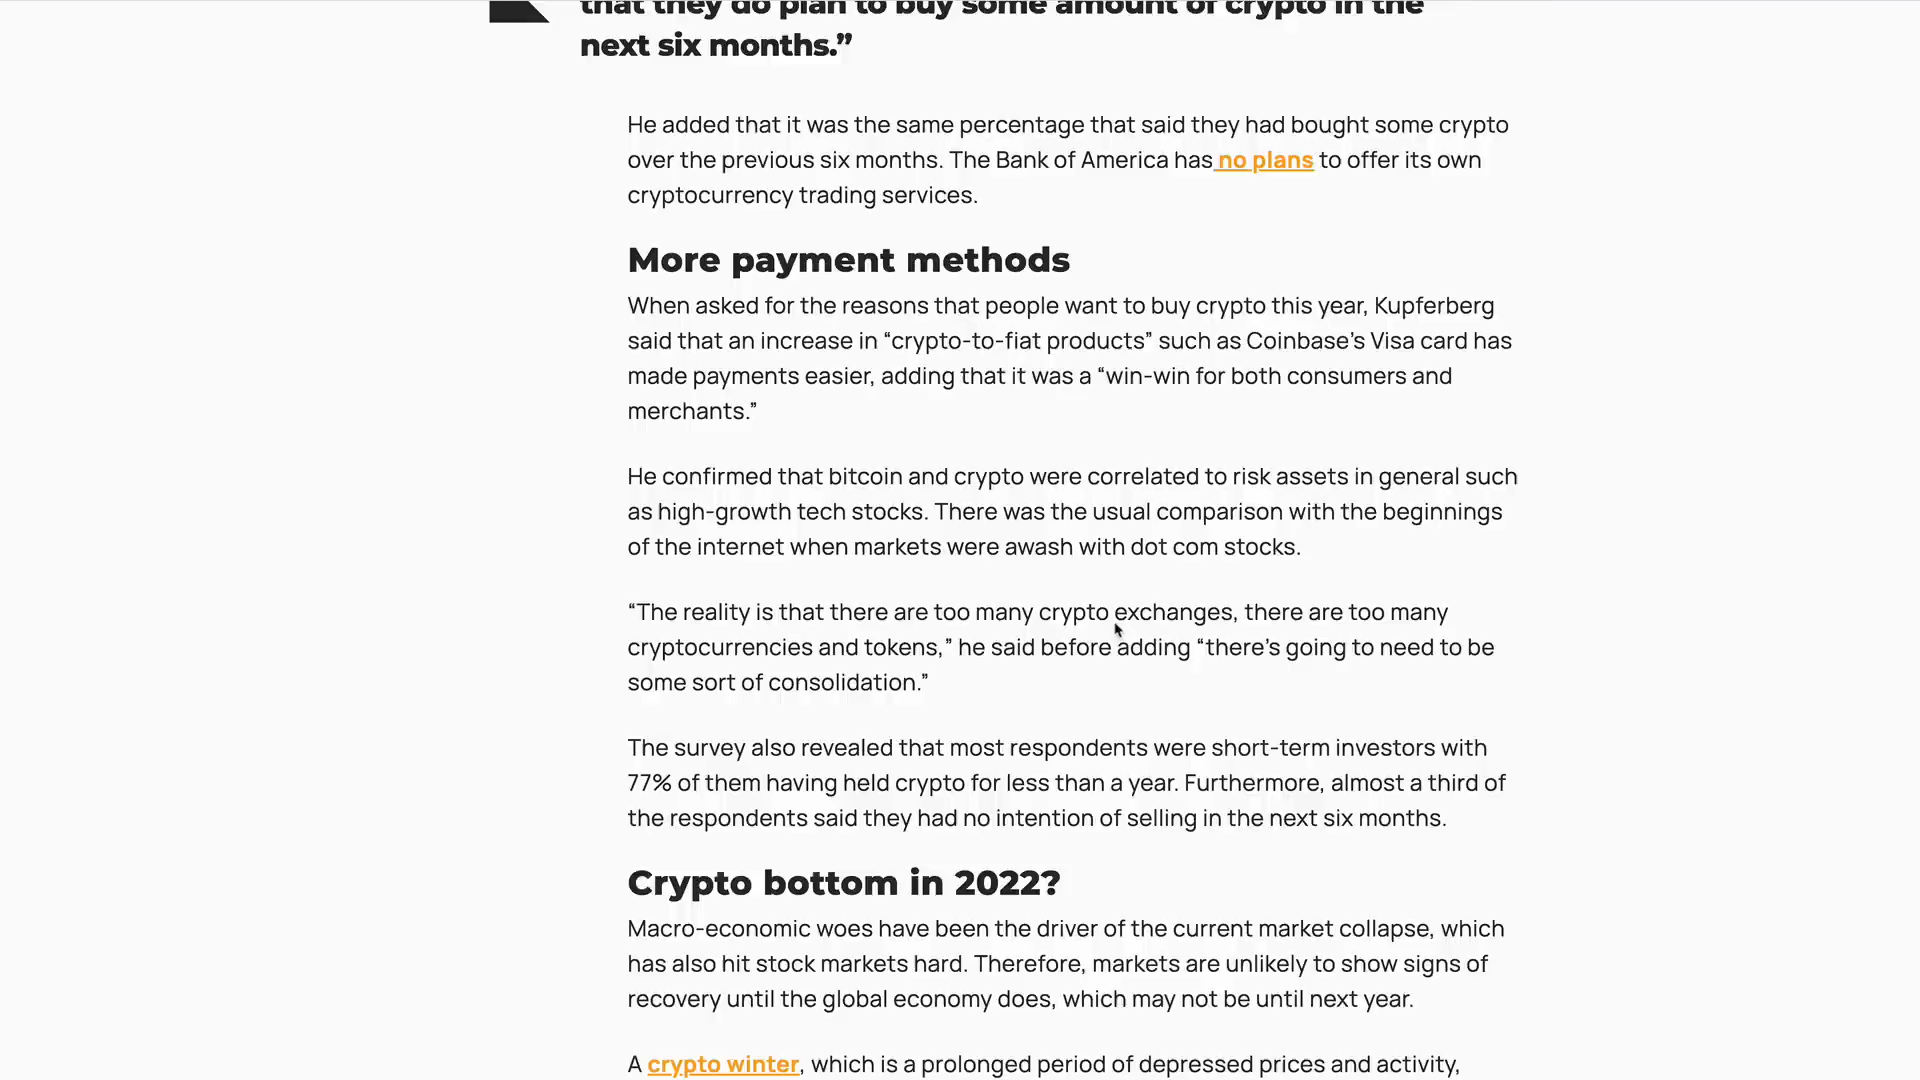 that they do plan to buy some amount of crypto in the
next six months.”
He added that it was the same percentage that said they had bought some crypto
over the previous six months. The Bank of America has no plans to offer its own
cryptocurrency trading services.
More payment methods
When asked for the reasons that people want to buy crypto this year, Kupferberg
said that an increase in “crypto-to-fiat products” such as Coinbase’s Visa card has
made payments easier, adding that it was a “win-win for both consumers and
merchants.”
He confirmed that bitcoin and crypto were correlated to risk assets in general such
as high-growth tech stocks. There was the usual comparison with the beginnings
of the internet when markets were awash with dot com stocks.
“The reality is that there are too many crypto exchanges, there are too many
cryptocurrencies and tokens,” he said before adding “there’s going to need to be
some sort of consolidation.”
The survey also revealed that most respondents were short-term investors with
77% of them having held crypto for less than a year. Furthermore, almost a third of
the respondents said they had no intention of selling in the next six months.
Crypto bottom in 2022?
Macro-economic woes have been the driver of the current market collapse, which
has also hit stock markets hard. Therefore, markets are unlikely to show signs of
recovery until the global economy does, which may not be until next year.
A crypto winter, which is a prolonged period of depressed prices and activity,